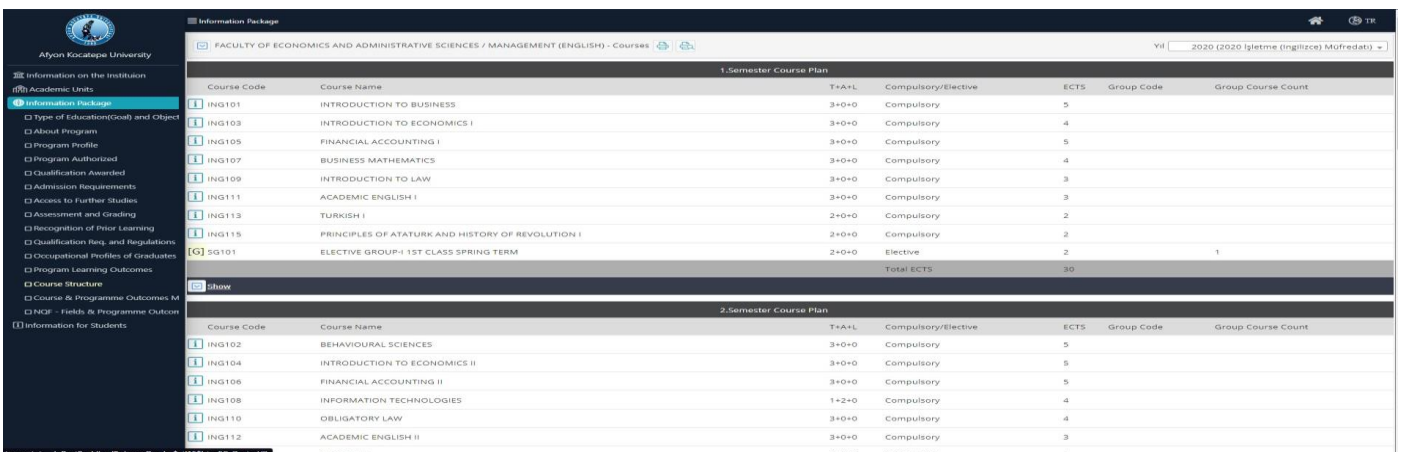 Information Package
TR
Afyon Kocatepe University
FACULTY OF ECONOMICS AND ADMINISTRATIVE SCIENCES / MANAGEMENT (ENGLISH) - Courses
Yıl 2020 (2020 İşletme (İngilizce) Müfredatı)
Information on the Instituion
Academic Units
Information Package
Type of Education(Goal) and Object
About Program
Program Profile
Program Authorized
Qualification Awarded
Admission Requirements
Access to Further Studies
Assessment and Grading
Recognition of Prior Learning
Qualification Req. and Regulations
Occupational Profiles of Graduates
Program Learning Outcomes
Course Structure
Course & Programme Outcomes M
NQF - Fields & Programme Outcon
Information for Students
1.Semester Course Plan
Course Code Course Name T+A+L Compulsory/Elective ECTS Group Code Group Course Count
ING101 INTRODUCTION TO BUSINESS 3+0+0 Compulsory 5
ING103 INTRODUCTION TO ECONOMICS I 3+0+0 Compulsory 4
ING105 FINANCIAL ACCOUNTING I 3+0+0 Compulsory 5
ING107 BUSINESS MATHEMATICS 3+0+0 Compulsory 4
ING109 INTRODUCTION TO LAW 3+0+0 Compulsory 3
ING111 ACADEMIC ENGLISH I 3+0+0 Compulsory 3
ING113 TURKISH I 2+0+0 Compulsory 2
ING115 PRINCIPLES OF ATATURK AND HISTORY OF REVOLUTION I 2+0+0 Compulsory 2
[G] SG101 ELECTIVE GROUP-I 1ST CLASS SPRING TERM 2+0+0 Elective 2 1
Total ECTS 30
Show
2.Semester Course Plan
Course Code Course Name T+A+L Compulsory/Elective ECTS Group Code Group Course Count
ING102 BEHAVIOURAL SCIENCES 3+0+0 Compulsory 5
ING104 INTRODUCTION TO ECONOMICS II 3+0+0 Compulsory 5
ING106 FINANCIAL ACCOUNTING II 3+0+0 Compulsory 5
ING108 INFORMATION TECHNOLOGIES 1+2+0 Compulsory 4
ING110 OBLIGATORY LAW 3+0+0 Compulsory 4
ING112 ACADEMIC ENGLISH II 3+0+0 Compulsory 3